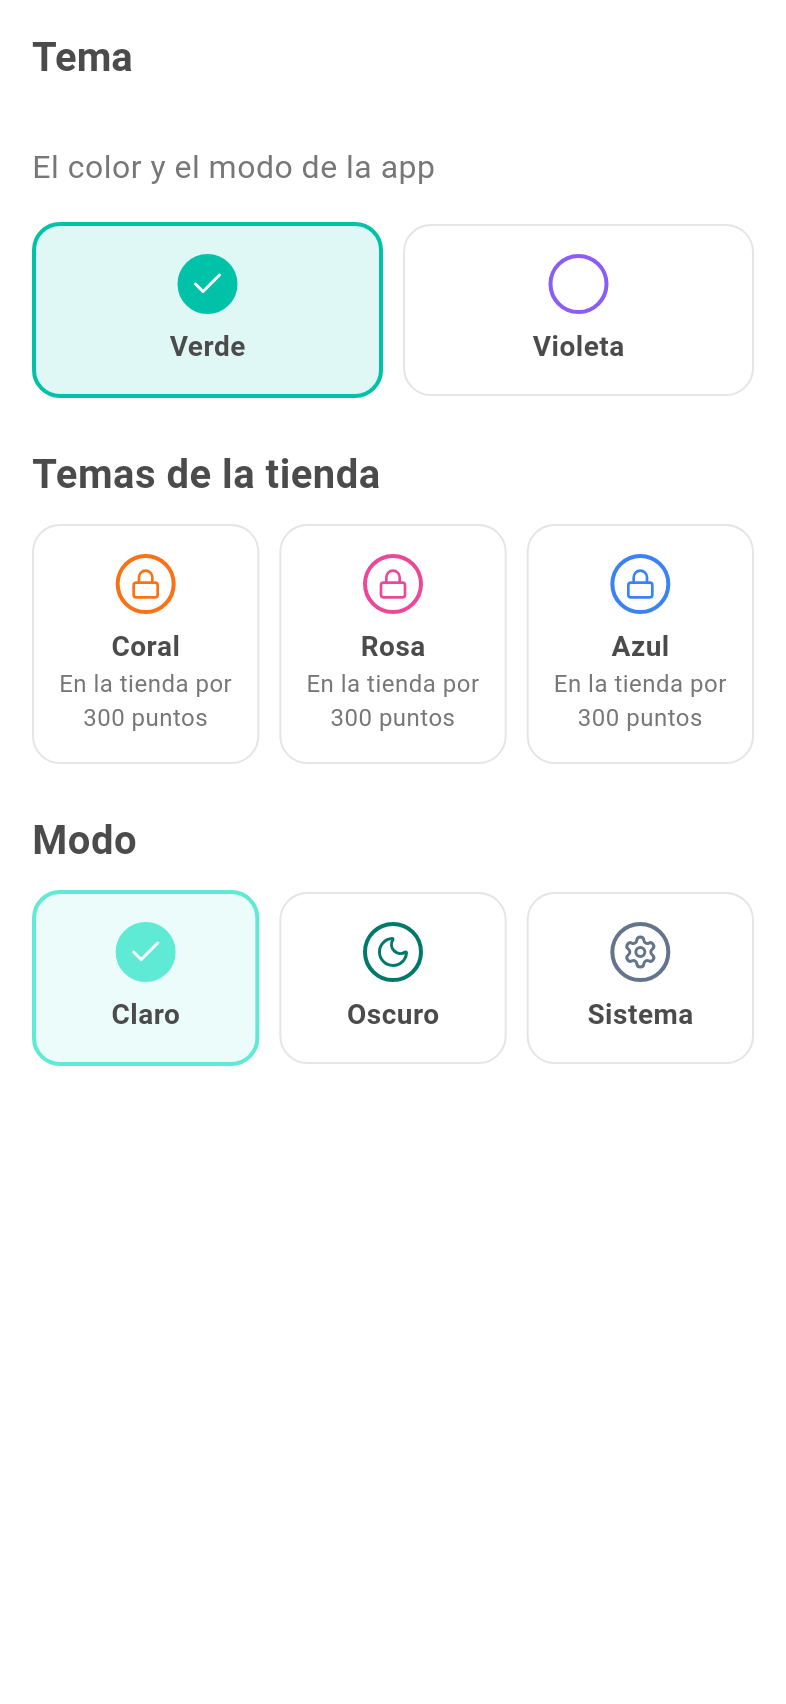 Tema
El color y el modo de la app
Verde
Violeta
Temas de la tienda
Coral
En la tienda por
300 puntos
Rosa
En la tienda por
300 puntos
Azul
En la tienda por
300 puntos
Modo
Claro
Oscuro
Sistema